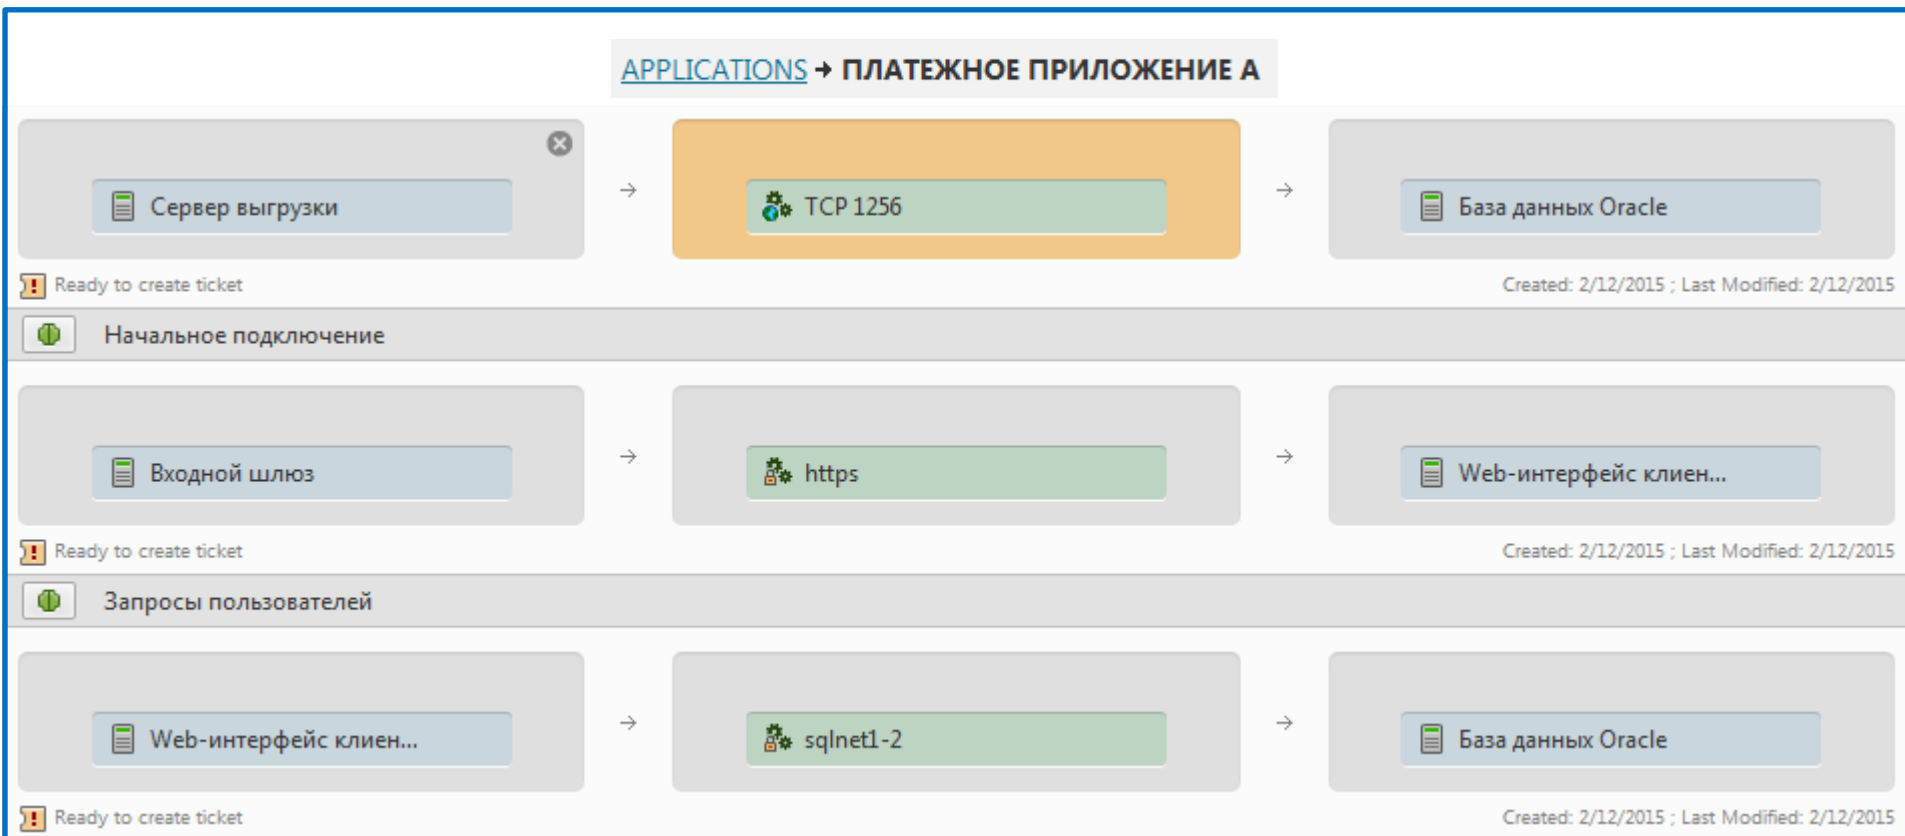 APPLICATIONS → ПЛАТЕЖНОЕ ПРИЛОЖЕНИЕ А
Сервер выгрузки → TCP 1256 → База данных Oracle
Ready to create ticket Created: 2/12/2015 ; Last Modified: 2/12/2015
Начальное подключение
Входной шлюз → https → Web-интерфейс клиен...
Ready to create ticket Created: 2/12/2015 ; Last Modified: 2/12/2015
Запросы пользователей
Web-интерфейс клиен... → sqlnet1-2 → База данных Oracle
Ready to create ticket Created: 2/12/2015 ; Last Modified: 2/12/2015